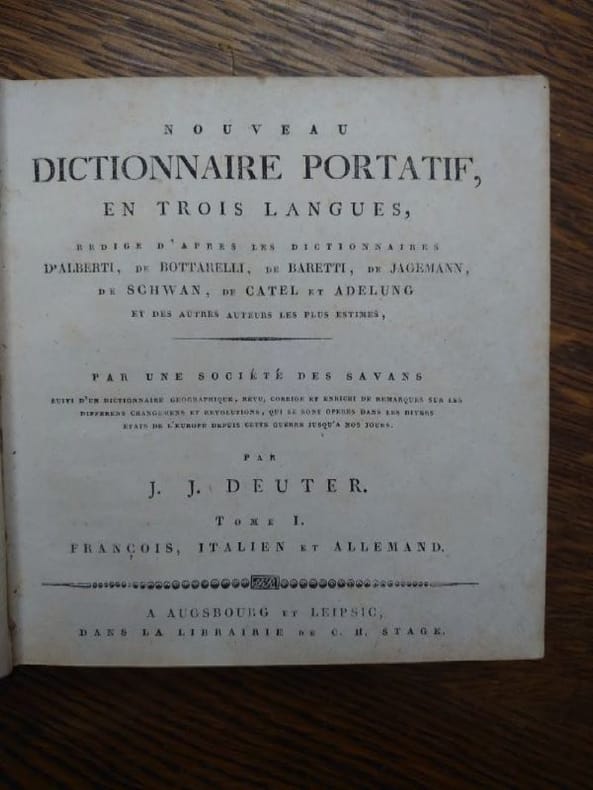 NOUVEAU
DICTIONNAIRE PORTATIF,
EN TROIS LANGUES,
REDIGE D'APRES LES DICTIONNAIRES
D'ALBERTI, DE BOTTARELLI, DE BARETTI, DE JAGEMANN,
DE SCHWAN, DE CATEL ET ADELUNG
ET DES AUTRES AUTEURS LES PLUS ESTIMES,
PAR UNE SOCIÉTÉ DES SAVANS
SUIVI D'UN DICTIONNAIRE GEOGRAPHIQUE, REVU, CORRIGE ET ENRICHI DE REMARQUES SUR LES
DIFFERENS CHANGEMENS ET REVOLUTIONS, QUI SE SONT OPERES DANS LES DIVERS
ETATS DE L'EUROPE DEPUIS CETTE GUERRE JUSQU'A NOS JOURS.
PAR
J. J. DEUTER.
TOME I.
FRANÇOIS, ITALIEN ET ALLEMAND.
A AUGSBOURG ET LEIPSIC,
DANS LA LIBRAIRIE DE C. H. STAGE.